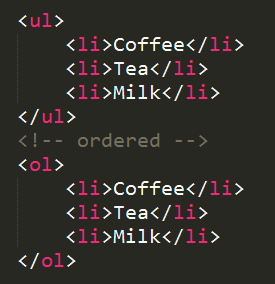 <ul>
    <li>Coffee</li>
    <li>Tea</li>
    <li>Milk</li>
</ul>
<!-- ordered -->
<ol>
    <li>Coffee</li>
    <li>Tea</li>
    <li>Milk</li>
</ol>